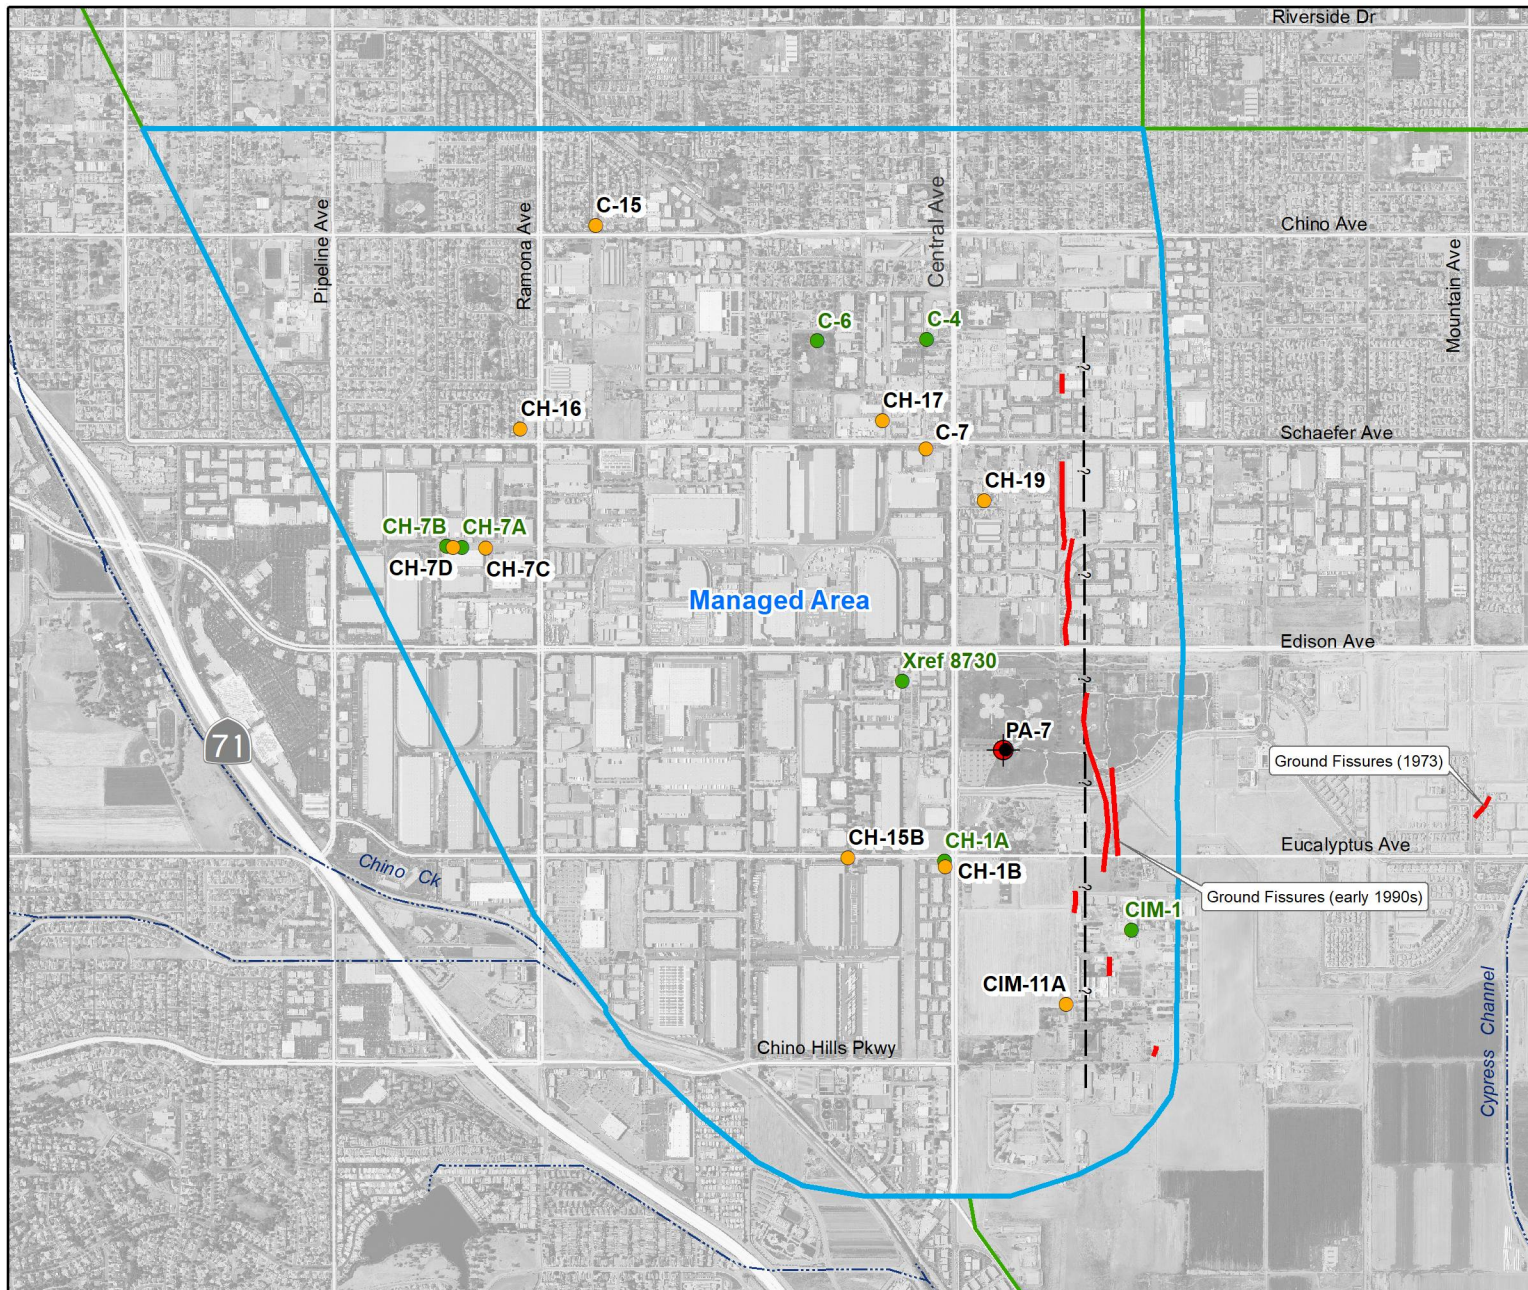 Riverside Dr
C-15
Pipeline Ave
Ramona Ave
Central Ave
Chino Ave
Mountain Ave
C-6
C-4
CH-16
CH-17
C-7
Schaefer Ave
CH-19
CH-7B
CH-7A
CH-7D
CH-7C
Managed Area
Edison Ave
Xref 8730
PA-7
71
Ground Fissures (1973)
CH-15B
CH-1A
Eucalyptus Ave
Chino Ck
CH-1B
Ground Fissures (early 1990s)
CIM-1
CIM-11A
Chino Hills Pkwy
Cypress Channel
?
?
?
?
?
?
?